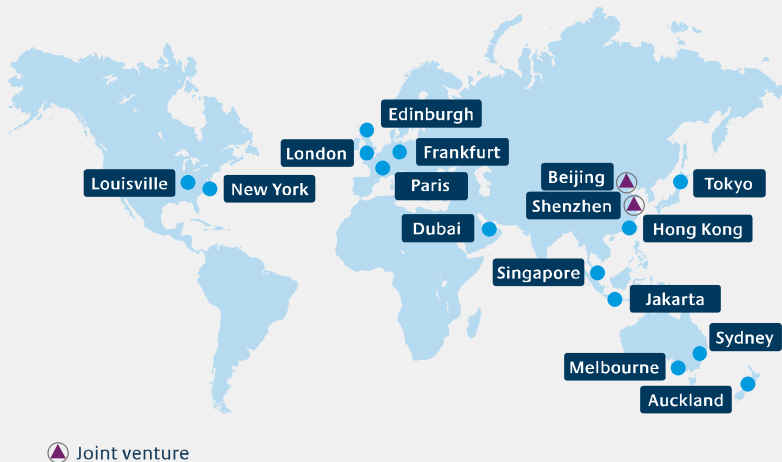 Edinburgh
London
Frankfurt
Louisville
New York
Paris
Beijing
Tokyo
Shenzhen
Dubai
Hong Kong
Singapore
Jakarta
Sydney
Melbourne
Auckland
Joint venture